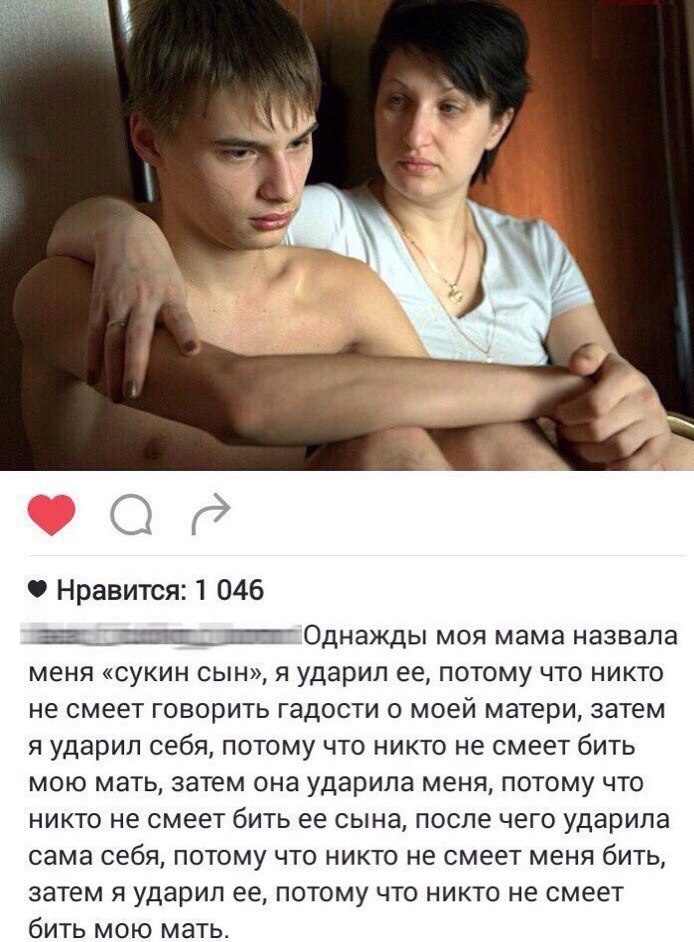 Нравится: 1 046
Однажды моя мама назвала
меня «сукин сын», я ударил ее, потому что никто
не смеет говорить гадости о моей матери, затем
я ударил себя, потому что никто не смеет бить
мою мать, затем она ударила меня, потому что
никто не смеет бить ее сына, после чего ударила
сама себя, потому что никто не смеет меня бить,
затем я ударил ее, потому что никто не смеет
бить мою мать.